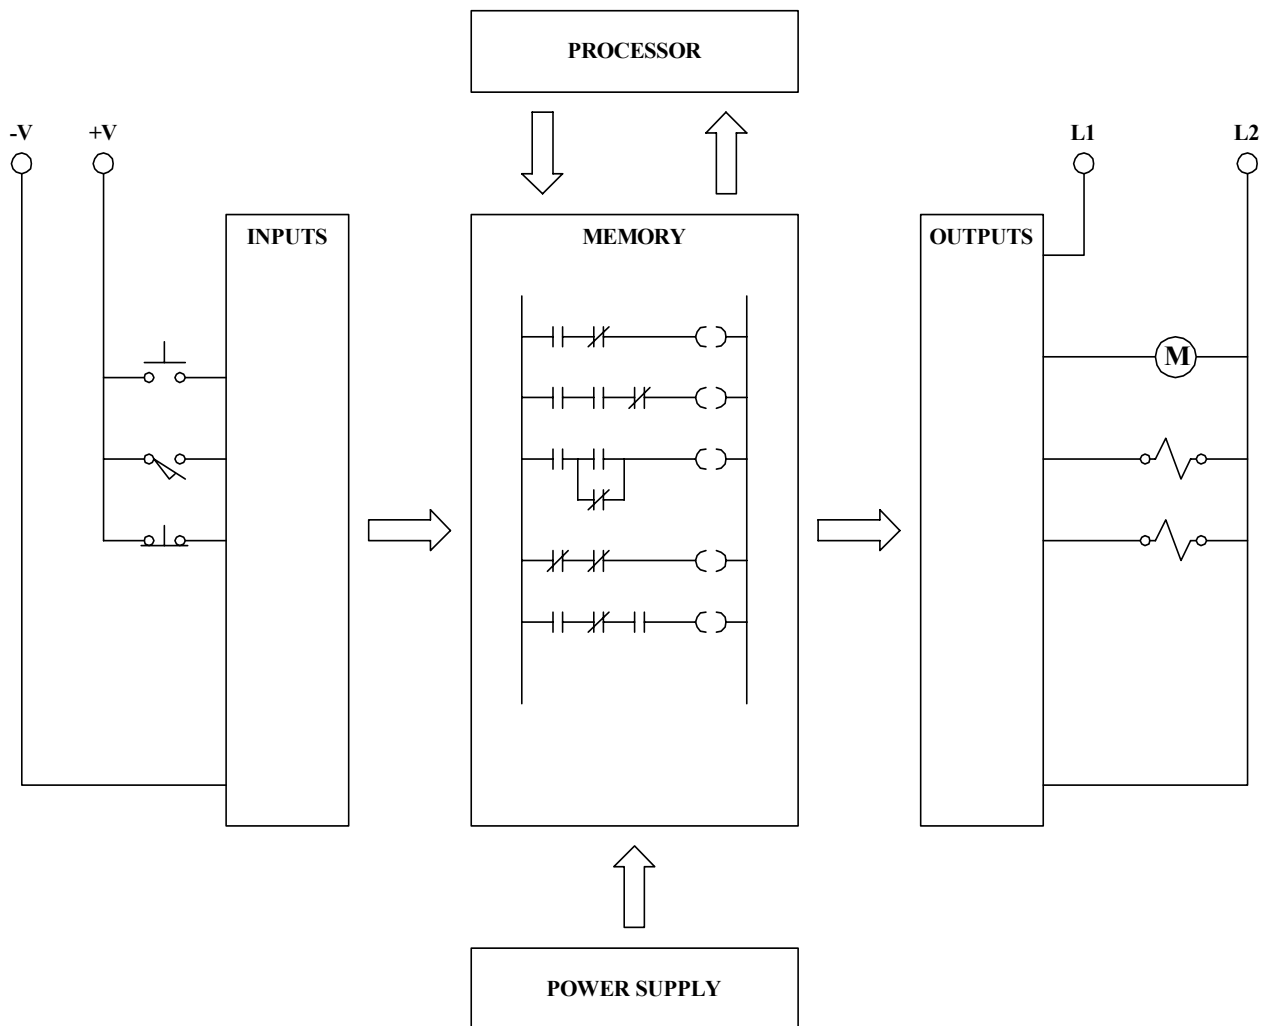 PROCESSOR
-V +V
L1 L2
INPUTS
MEMORY
OUTPUTS
M
POWER SUPPLY